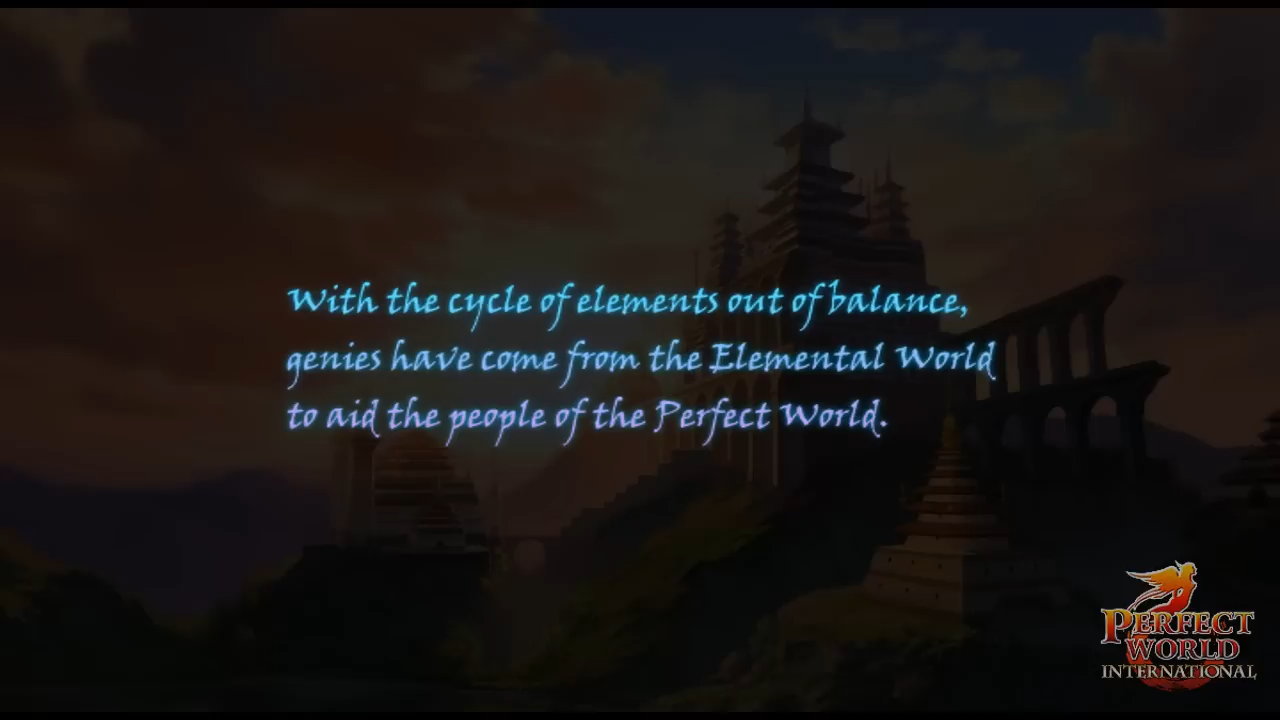 With the cycle of elements out of balance,
genies have come from the Elemental World
to aid the people of the Perfect World.
PERFECT
WORLD
INTERNATIONAL